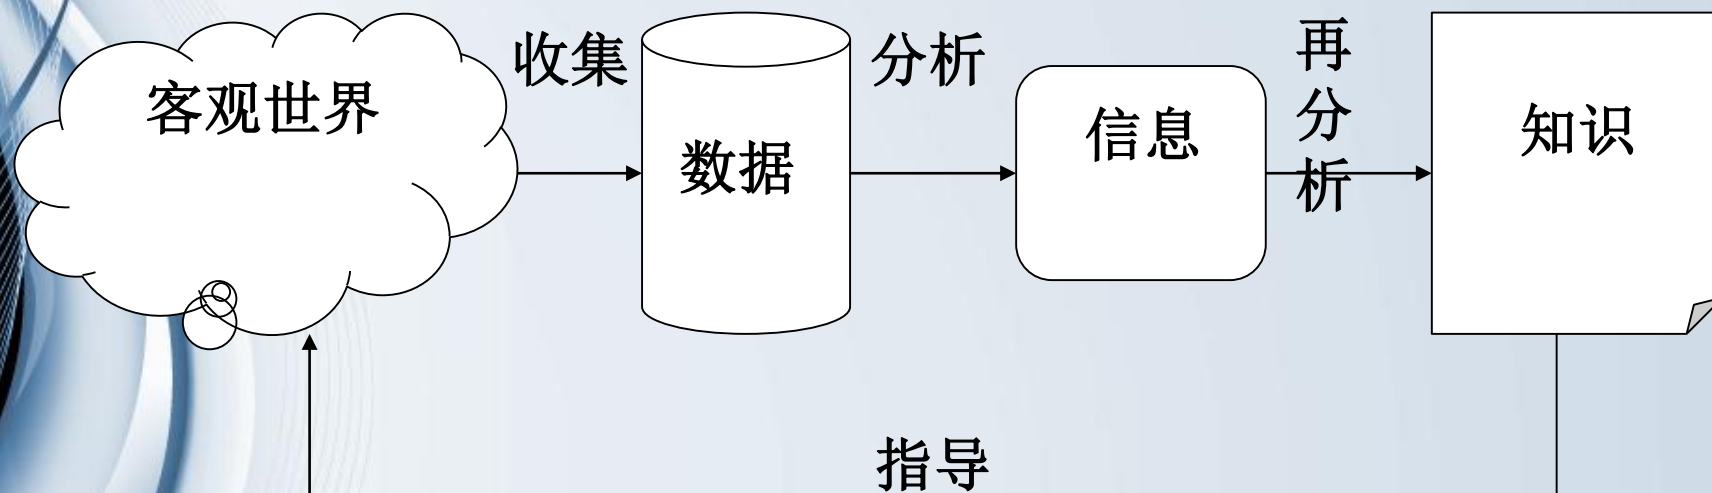 客观世界
收集
数据
分析
信息
再
分
析
知识
指导